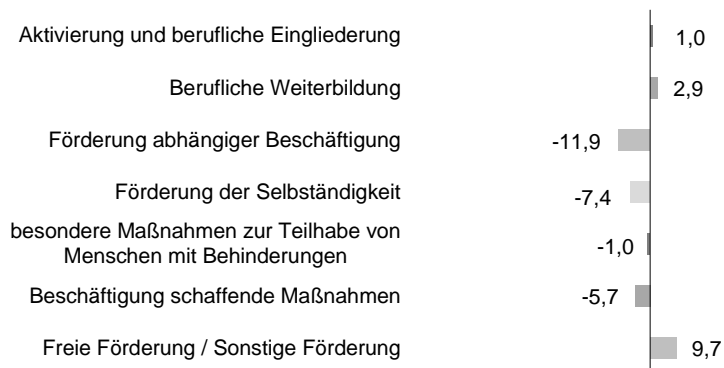 Aktivierung und berufliche Eingliederung 1,0
Berufliche Weiterbildung 2,9
Förderung abhängiger Beschäftigung -11,9
Förderung der Selbständigkeit -7,4
besondere Maßnahmen zur Teilhabe von
Menschen mit Behinderungen -1,0
Beschäftigung schaffende Maßnahmen -5,7
Freie Förderung / Sonstige Förderung 9,7